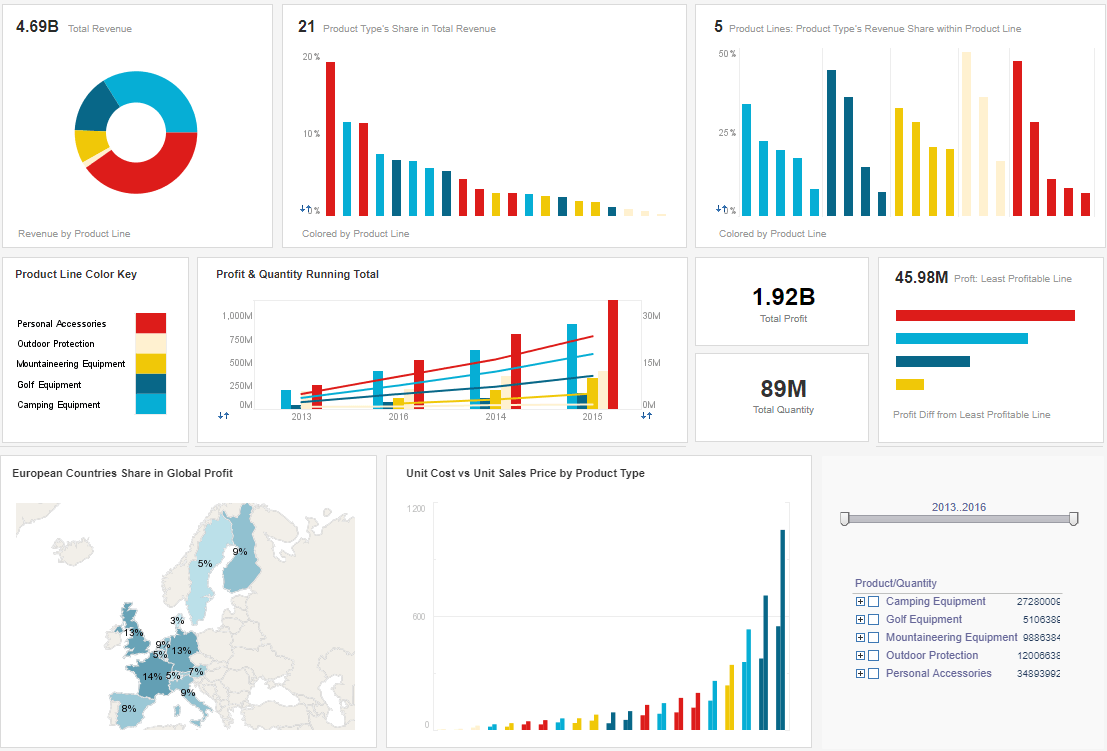 4.69B Total Revenue
Revenue by Product Line
21 Product Type's Share in Total Revenue
20%
10%
0%
Colored by Product Line
5 Product Lines: Product Type's Revenue Share within Product Line
50%
25%
0%
Colored by Product Line
Product Line Color Key
Personal Accessories
Outdoor Protection
Mountaineering Equipment
Golf Equipment
Camping Equipment
Profit & Quantity Running Total
1,000M 30M
750M
500M 15M
250M
0M 0M
2013 2016 2014 2015
1.92B
Total Profit
89M
Total Quantity
45.98M Proft: Least Profitable Line
Profit Diff from Least Profitable Line
European Countries Share in Global Profit
9%
5%
3%
13%
9%
13%
5%
7%
14% 5%
9%
8%
Unit Cost vs Unit Sales Price by Product Type
1200
600
0
2013..2016
Product/Quantity
Camping Equipment 27280009
Golf Equipment 5106389
Mountaineering Equipment 9886384
Outdoor Protection 12006638
Personal Accessories 34893992